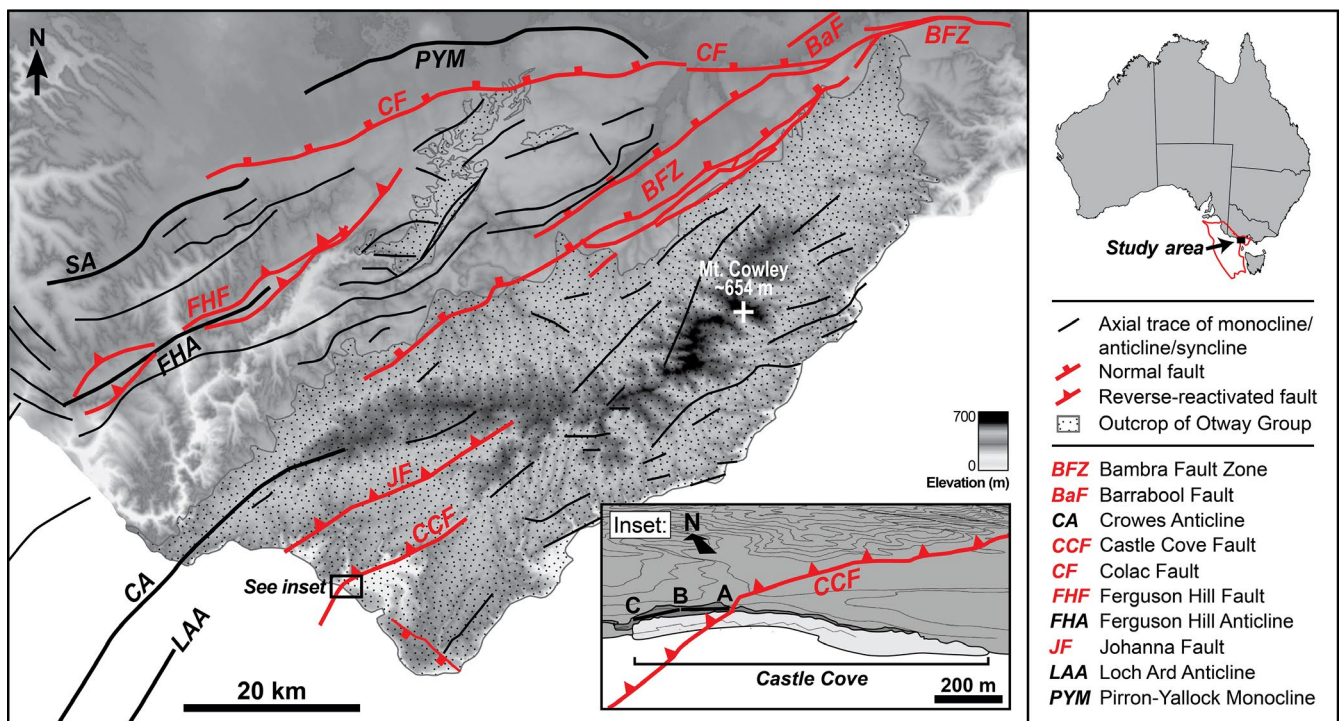 N
PYM
CF
BaF
BFZ
CF
SA
FHF
FHA
BFZ
Mt. Cowley
~654 m
JF
CCF
See inset
CA
LAA
20 km
700
0
Elevation (m)
Inset:
N
CCF
C
B
A
Castle Cove
200 m
Study area
Axial trace of monocline/
anticline/syncline
Normal fault
Reverse-reactivated fault
Outcrop of Otway Group
BFZ Bambra Fault Zone
BaF Barrabool Fault
CA Crowes Anticline
CCF Castle Cove Fault
CF Colac Fault
FHF Ferguson Hill Fault
FHA Ferguson Hill Anticline
JF Johanna Fault
LAA Loch Ard Anticline
PYM Pirron-Yallock Monocline